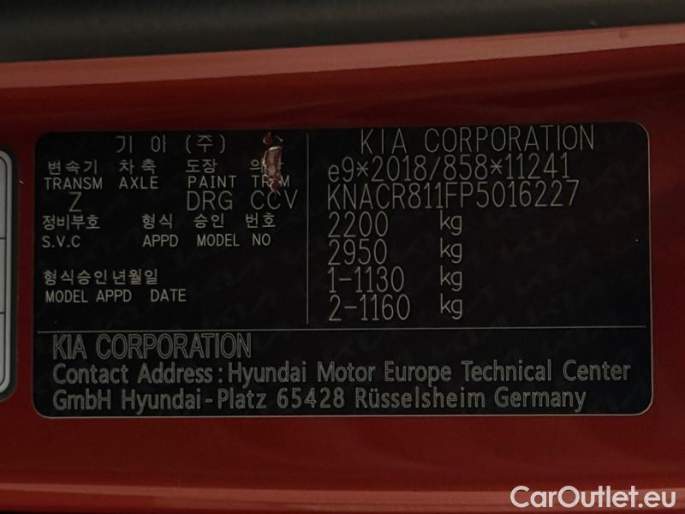 기아 (주)
변속기 차축 도장
TRANSM AXLE PAINT TRIM
Z DRG CCV
정비부호 형식 승인 번호
S.V.C APPD MODEL NO
형식승인년월일
MODEL APPD DATE
KIA CORPORATION
e9*2018/858*11241
KNACR811FP5016227
2200 kg
2950 kg
1-1130 kg
2-1160 kg
KIA CORPORATION
Contact Address : Hyundai Motor Europe Technical Center
GmbH Hyundai-Platz 65428 Rüsselsheim Germany
CarOutlet.eu